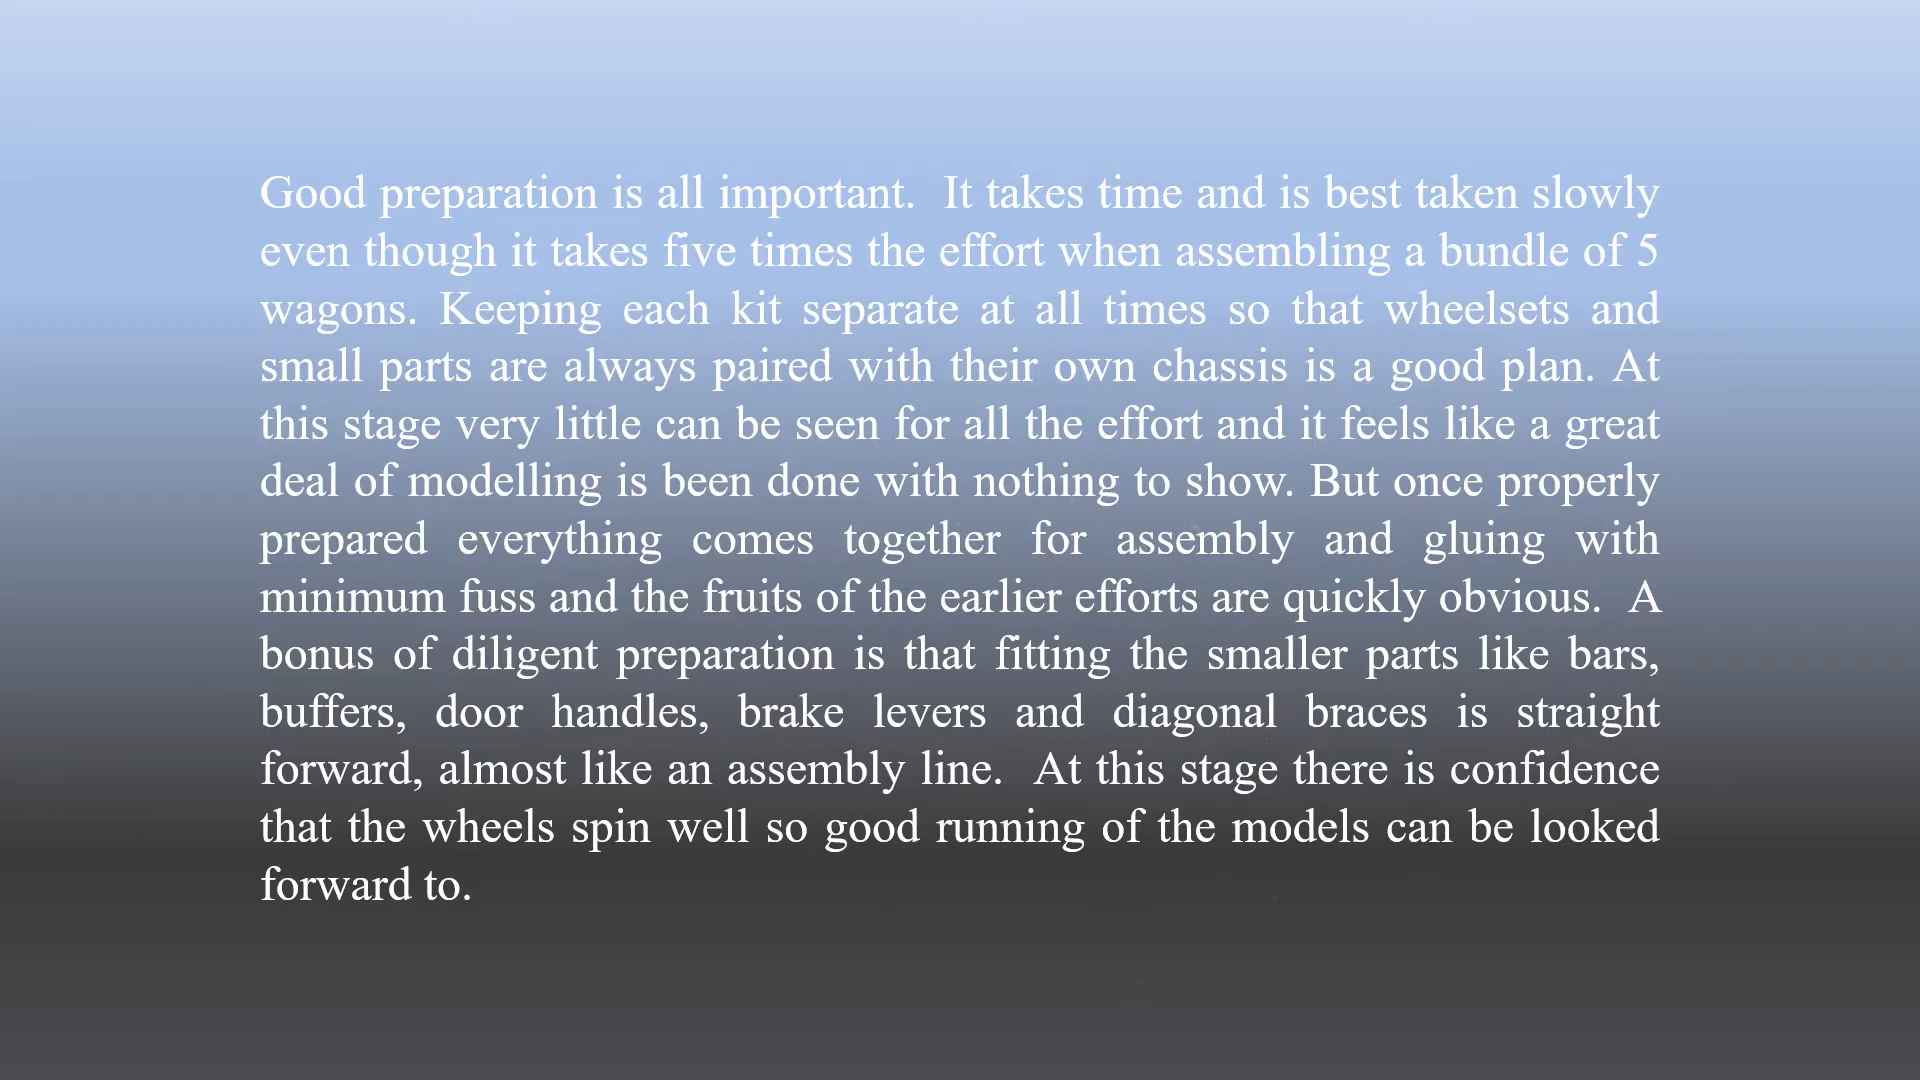 Good preparation is all important.  It takes time and is best taken slowly
even though it takes five times the effort when assembling a bundle of 5
wagons. Keeping each kit separate at all times so that wheelsets and
small parts are always paired with their own chassis is a good plan. At
this stage very little can be seen for all the effort and it feels like a great
deal of modelling is been done with nothing to show. But once properly
prepared everything comes together for assembly and gluing with
minimum fuss and the fruits of the earlier efforts are quickly obvious.  A
bonus of diligent preparation is that fitting the smaller parts like bars,
buffers, door handles, brake levers and diagonal braces is straight
forward, almost like an assembly line.  At this stage there is confidence
that the wheels spin well so good running of the models can be looked
forward to.